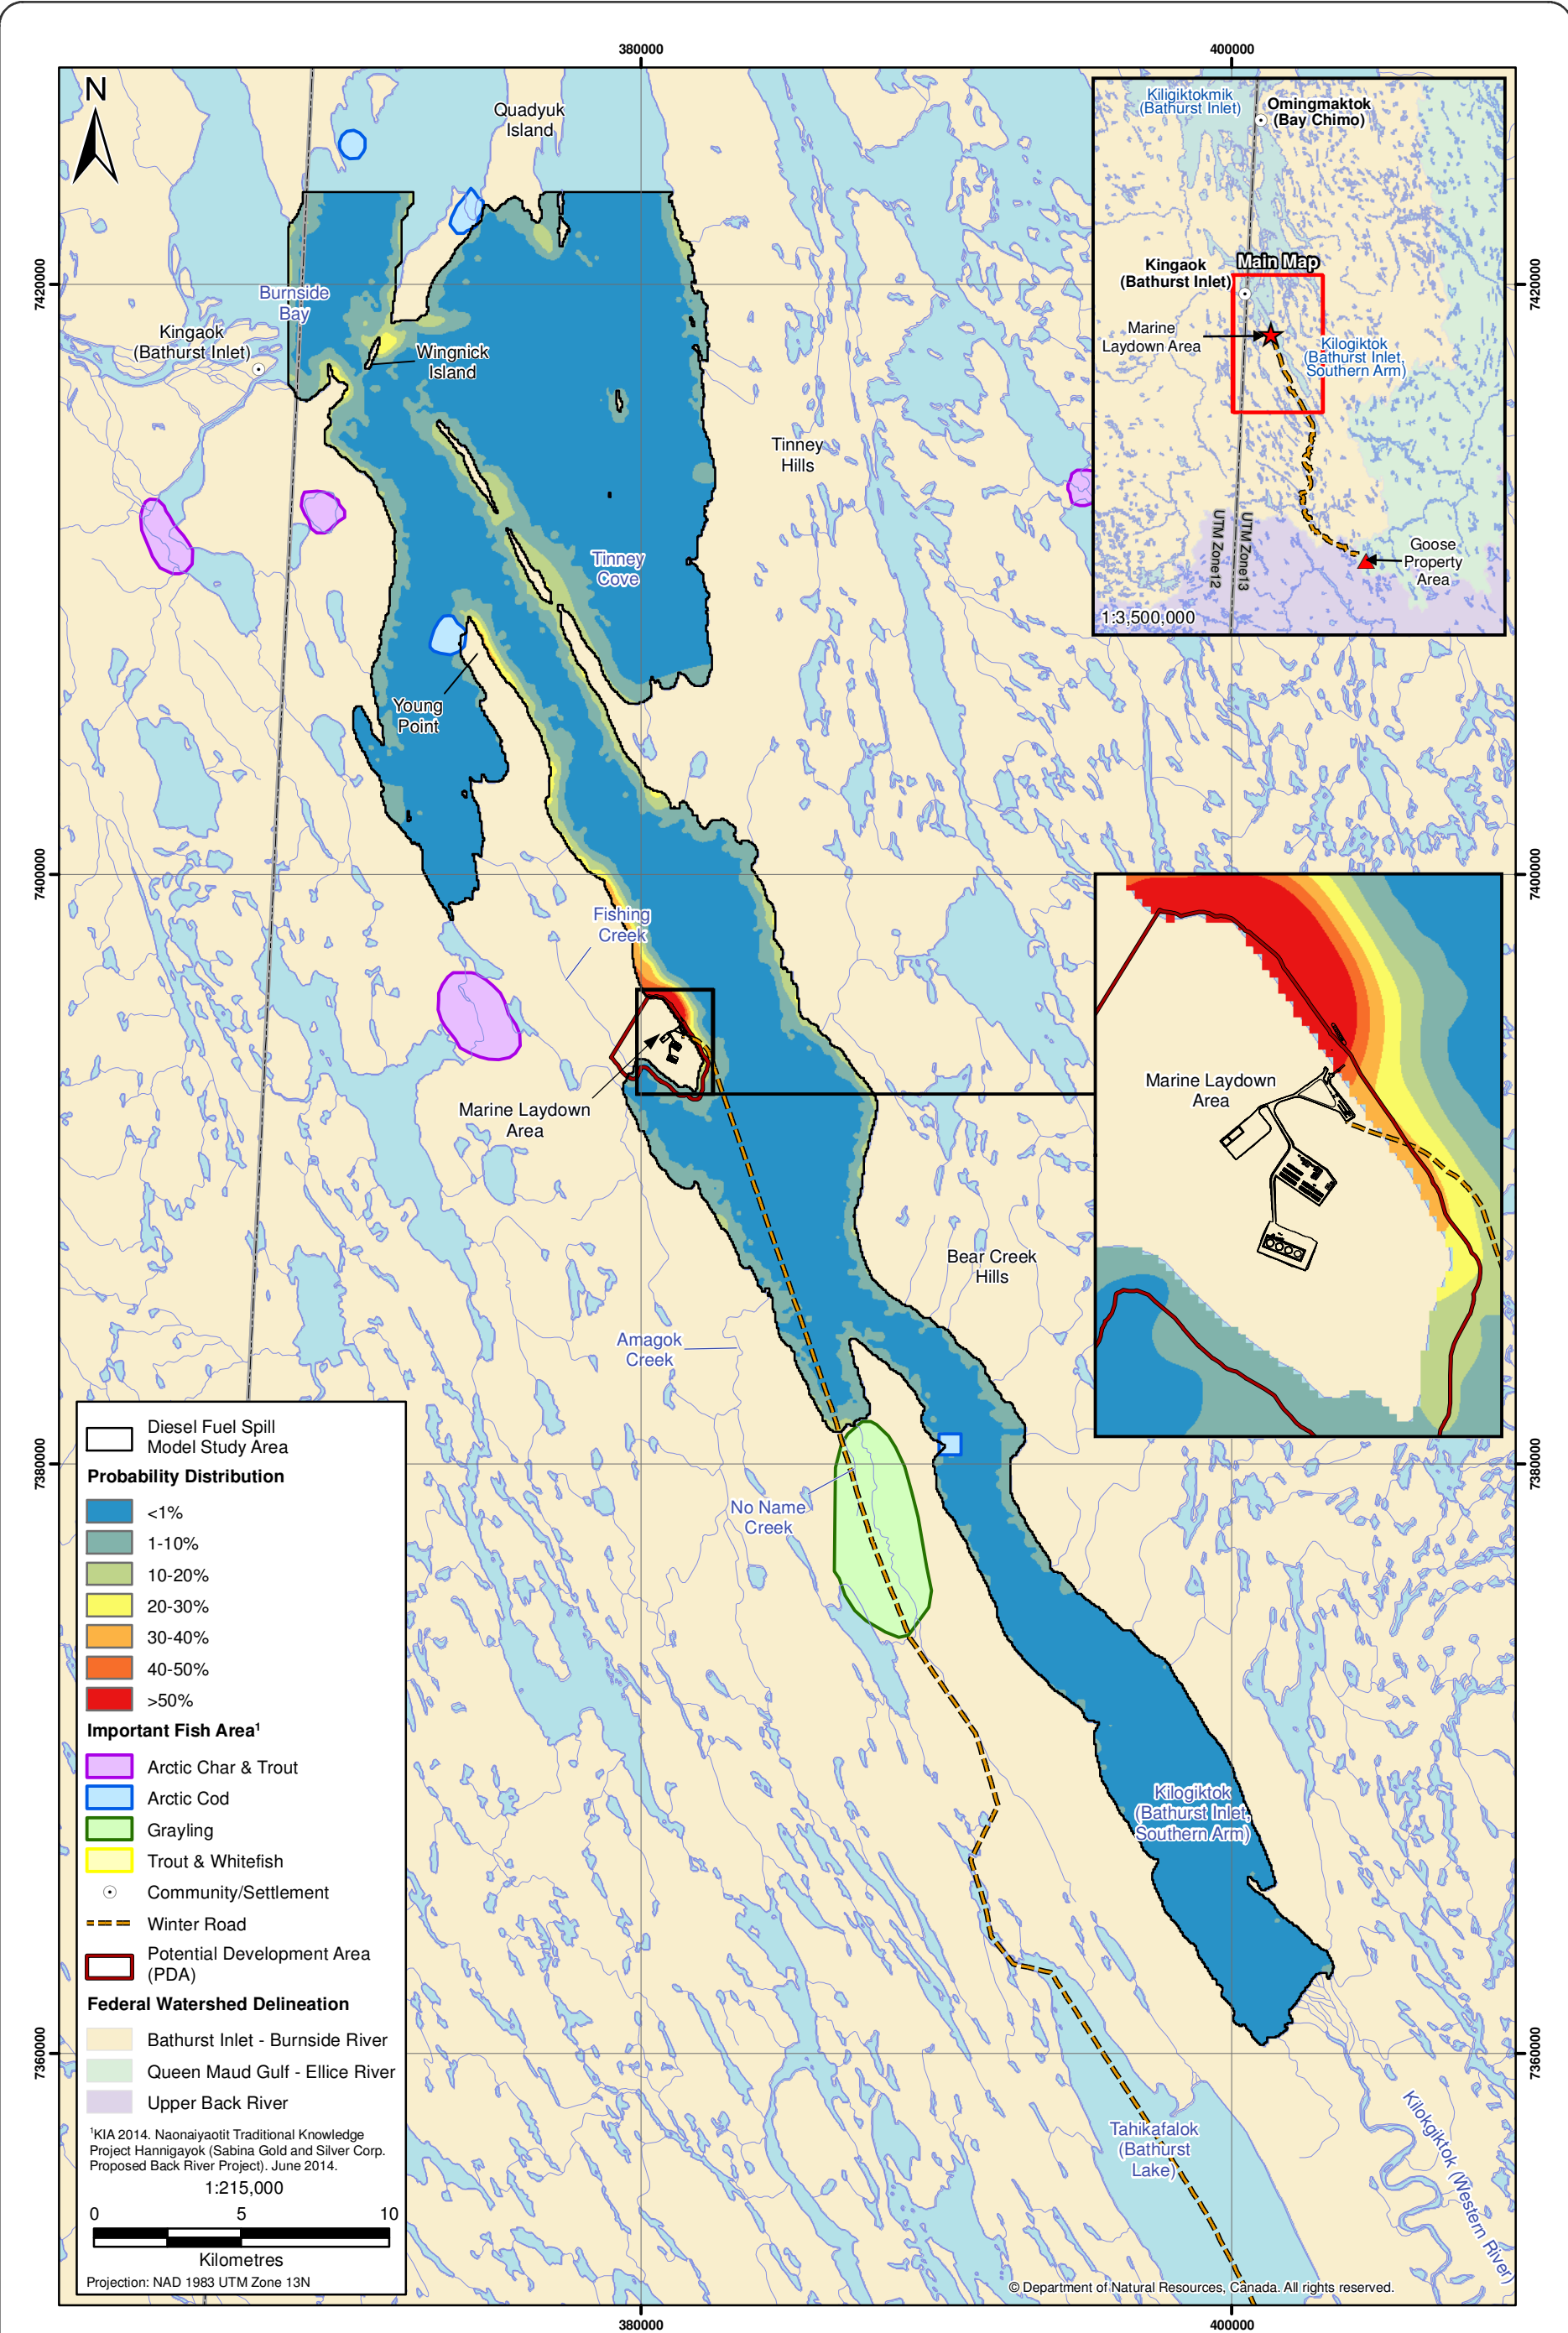 380000
400000
N
Quadyuk
Island
Kiligiktokmik
(Bathurst Inlet)
Omingmaktok
(Bay Chimo)
7420000
7420000
Burnside
Bay
Kingaok
(Bathurst Inlet)
Wingnick
Island
Main Map
Kingaok
(Bathurst Inlet)
Marine
Laydown Area
Kilogiktok
(Bathurst Inlet,
Southern Arm)
UTM Zone12
UTM Zone13
Goose
Property
Area
1:3,500,000
Tinney
Hills
Tinney
Cove
Young
Point
7400000
7400000
Fishing
Creek
Marine Laydown
Area
Marine Laydown
Area
Bear Creek
Hills
Amagok
Creek
7380000
7380000
No Name
Creek
Kilogiktok
(Bathurst Inlet,
Southern Arm)
7360000
7360000
Tahikafalok
(Bathurst
Lake)
Kilokgiktok (Western River)
Diesel Fuel Spill
Model Study Area
Probability Distribution
<1%
1-10%
10-20%
20-30%
30-40%
40-50%
>50%
Important Fish Area¹
Arctic Char & Trout
Arctic Cod
Grayling
Trout & Whitefish
Community/Settlement
Winter Road
Potential Development Area
(PDA)
Federal Watershed Delineation
Bathurst Inlet - Burnside River
Queen Maud Gulf - Ellice River
Upper Back River
¹KIA 2014. Naonaiyaotit Traditional Knowledge
Project Hannigayok (Sabina Gold and Silver Corp.
Proposed Back River Project). June 2014.
1:215,000
0 5 10
Kilometres
Projection: NAD 1983 UTM Zone 13N
© Department of Natural Resources, Canada. All rights reserved.
380000
400000